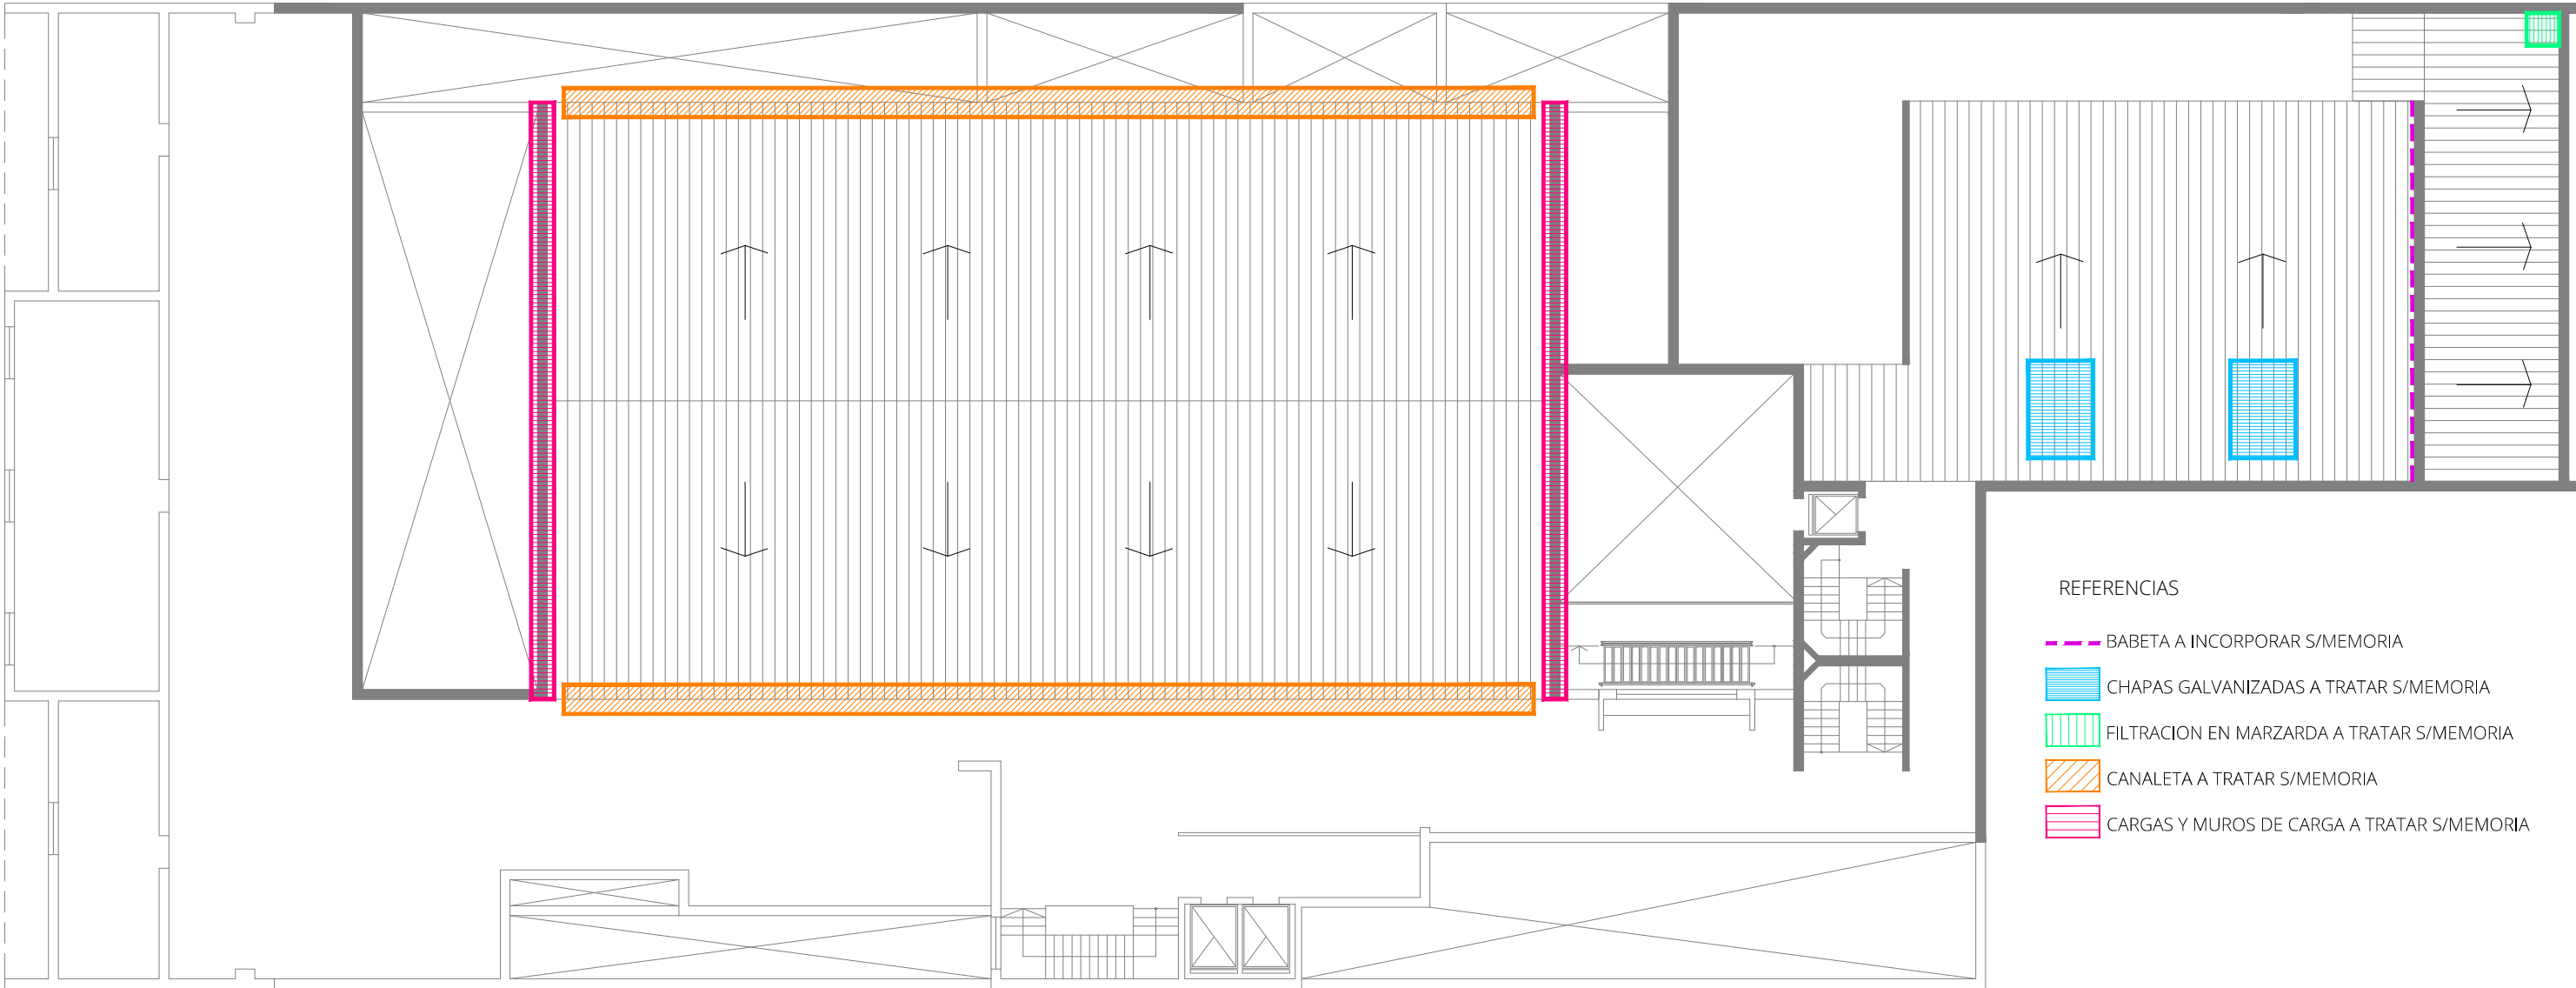 REFERENCIAS
BABETA A INCORPORAR S/MEMORIA
CHAPAS GALVANIZADAS A TRATAR S/MEMORIA
FILTRACION EN MARZARDA A TRATAR S/MEMORIA
CANALETA A TRATAR S/MEMORIA
CARGAS Y MUROS DE CARGA A TRATAR S/MEMORIA